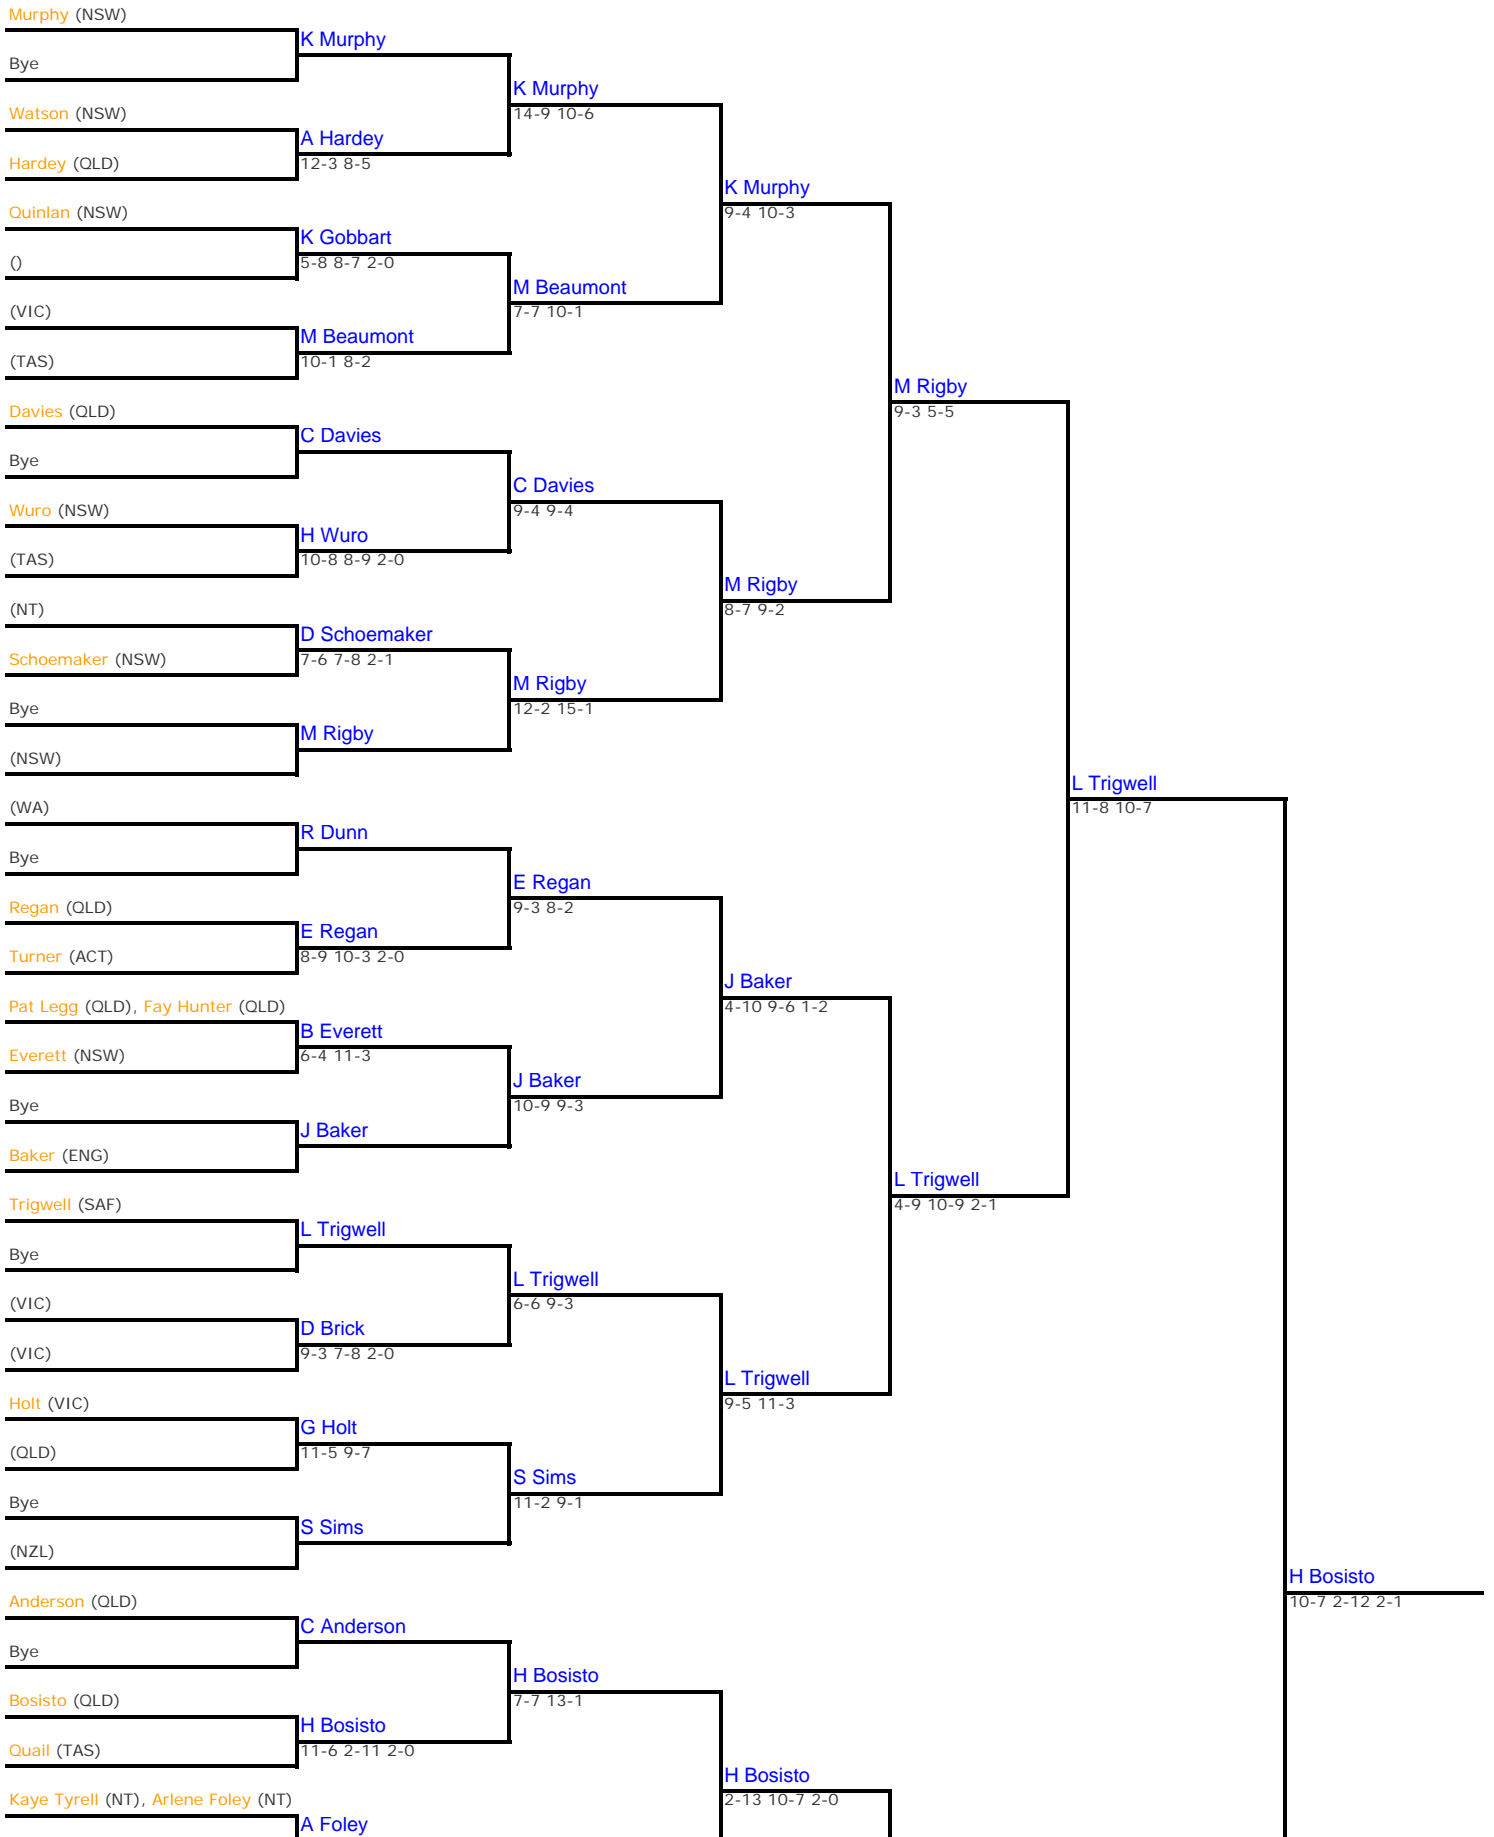 Murphy (NSW)
K Murphy
Bye
K Murphy
14-9 10-6
Watson (NSW)
A Hardey
12-3 8-5
Hardey (QLD)
K Murphy
9-4 10-3
Quinlan (NSW)
K Gobbart
5-8 8-7 2-0
()
M Beaumont
7-7 10-1
(VIC)
M Beaumont
10-1 8-2
(TAS)
M Rigby
9-3 5-5
Davies (QLD)
C Davies
Bye
C Davies
9-4 9-4
Wuro (NSW)
H Wuro
10-8 8-9 2-0
(TAS)
M Rigby
8-7 9-2
(NT)
D Schoemaker
7-6 7-8 2-1
Schoemaker (NSW)
M Rigby
12-2 15-1
Bye
M Rigby
(NSW)
L Trigwell
11-8 10-7
(WA)
R Dunn
Bye
E Regan
9-3 8-2
Regan (QLD)
E Regan
8-9 10-3 2-0
Turner (ACT)
J Baker
4-10 9-6 1-2
Pat Legg (QLD), Fay Hunter (QLD)
B Everett
6-4 11-3
Everett (NSW)
J Baker
10-9 9-3
Bye
J Baker
Baker (ENG)
L Trigwell
4-9 10-9 2-1
Trigwell (SAF)
L Trigwell
Bye
L Trigwell
6-6 9-3
(VIC)
D Brick
9-3 7-8 2-0
(VIC)
L Trigwell
9-5 11-3
Holt (VIC)
G Holt
11-5 9-7
(QLD)
S Sims
11-2 9-1
Bye
S Sims
(NZL)
H Bosisto
10-7 2-12 2-1
Anderson (QLD)
C Anderson
Bye
H Bosisto
7-7 13-1
Bosisto (QLD)
H Bosisto
11-6 2-11 2-0
Quail (TAS)
H Bosisto
2-13 10-7 2-0
Kaye Tyrell (NT), Arlene Foley (NT)
A Foley